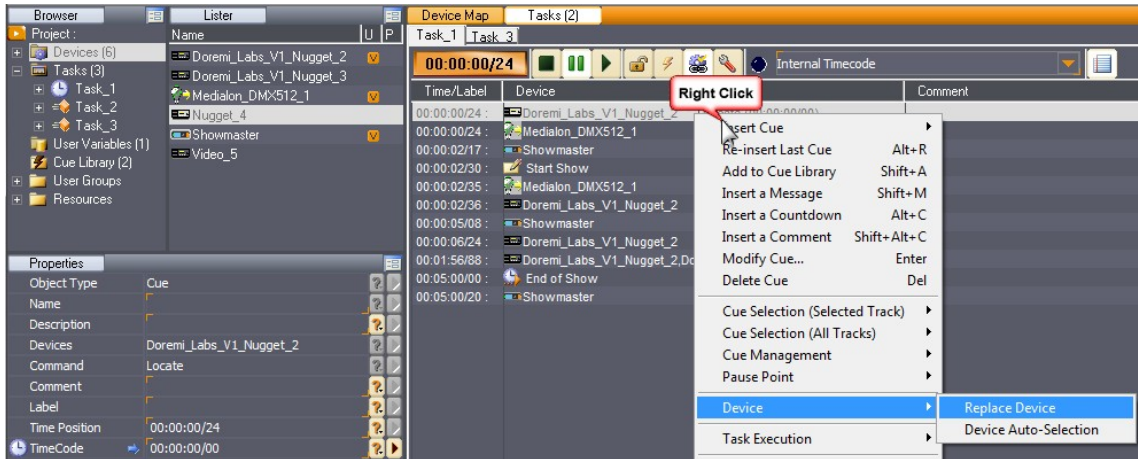 Browser
Project :
Devices (6)
Tasks (3)
Task_1
Task_2
Task_3
User Variables (1)
Cue Library (2)
User Groups
Resources
Lister
Name U P
Doremi_Labs_V1_Nugget_2 V
Doremi_Labs_V1_Nugget_3
Medialon_DMX512_1 V
Nugget_4
Showmaster V
Video_5
Properties
Object Type Cue
Name
Description
Devices Doremi_Labs_V1_Nugget_2
Command Locate
Comment
Label
Time Position 00:00:00/24
TimeCode 00:00:00/00
Device Map Tasks (2)
Task_1 Task_3
00:00:00/24 Internal Timecode
Time/Label Device Comment
Right Click
00:00:00/24 : Doremi_Labs_V1_Nugget_2 (00:00:00/00)
00:00:00/24 : Medialon_DMX512_1
00:00:02/17 : Showmaster
00:00:02/30 : Start Show
00:00:02/35 : Medialon_DMX512_1
00:00:02/36 : Doremi_Labs_V1_Nugget_2
00:00:05/08 : Showmaster
00:00:06/24 : Doremi_Labs_V1_Nugget_2
00:01:56/88 : Doremi_Labs_V1_Nugget_2,Do
00:05:00/00 : End of Show
00:05:00/20 : Showmaster
Insert Cue
Re-insert Last Cue Alt+R
Add to Cue Library Shift+A
Insert a Message Shift+M
Insert a Countdown Alt+C
Insert a Comment Shift+Alt+C
Modify Cue... Enter
Delete Cue Del
Cue Selection (Selected Track)
Cue Selection (All Tracks)
Cue Management
Pause Point
Device
Task Execution
Replace Device
Device Auto-Selection